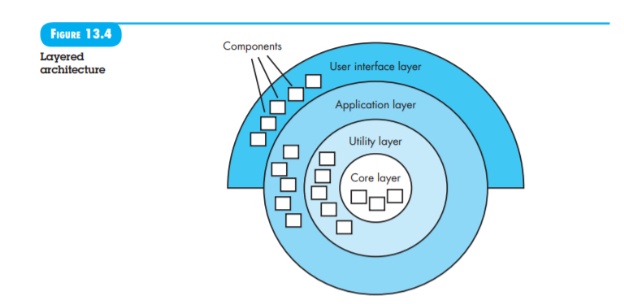 FIGURE 13.4
Layered
architecture
Components
User interface layer
Application layer
Utility layer
Core layer